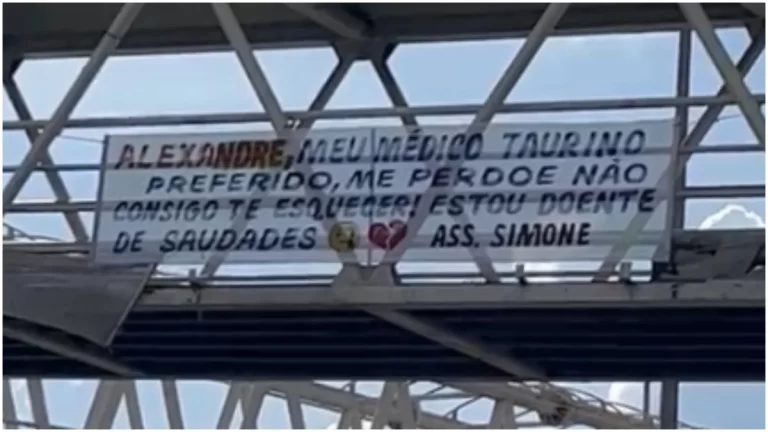 ALEXANDRE, MEU MÉDICO TAURINO
PREFERIDO, ME PERDOE NÃO
CONSIGO TE ESQUECER! ESTOU DOENTE
DE SAUDADES 😢💔 ASS. SIMONE